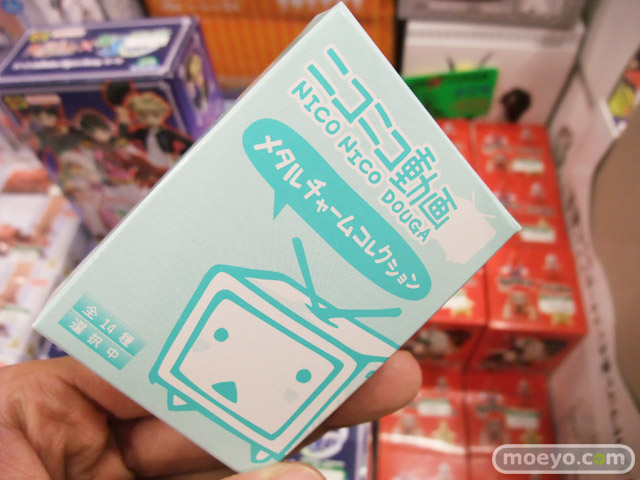 ニコニコ動画
NICO NICO DOUGA
メタルチャームコレクション
全14種
選択中
moeyo.com